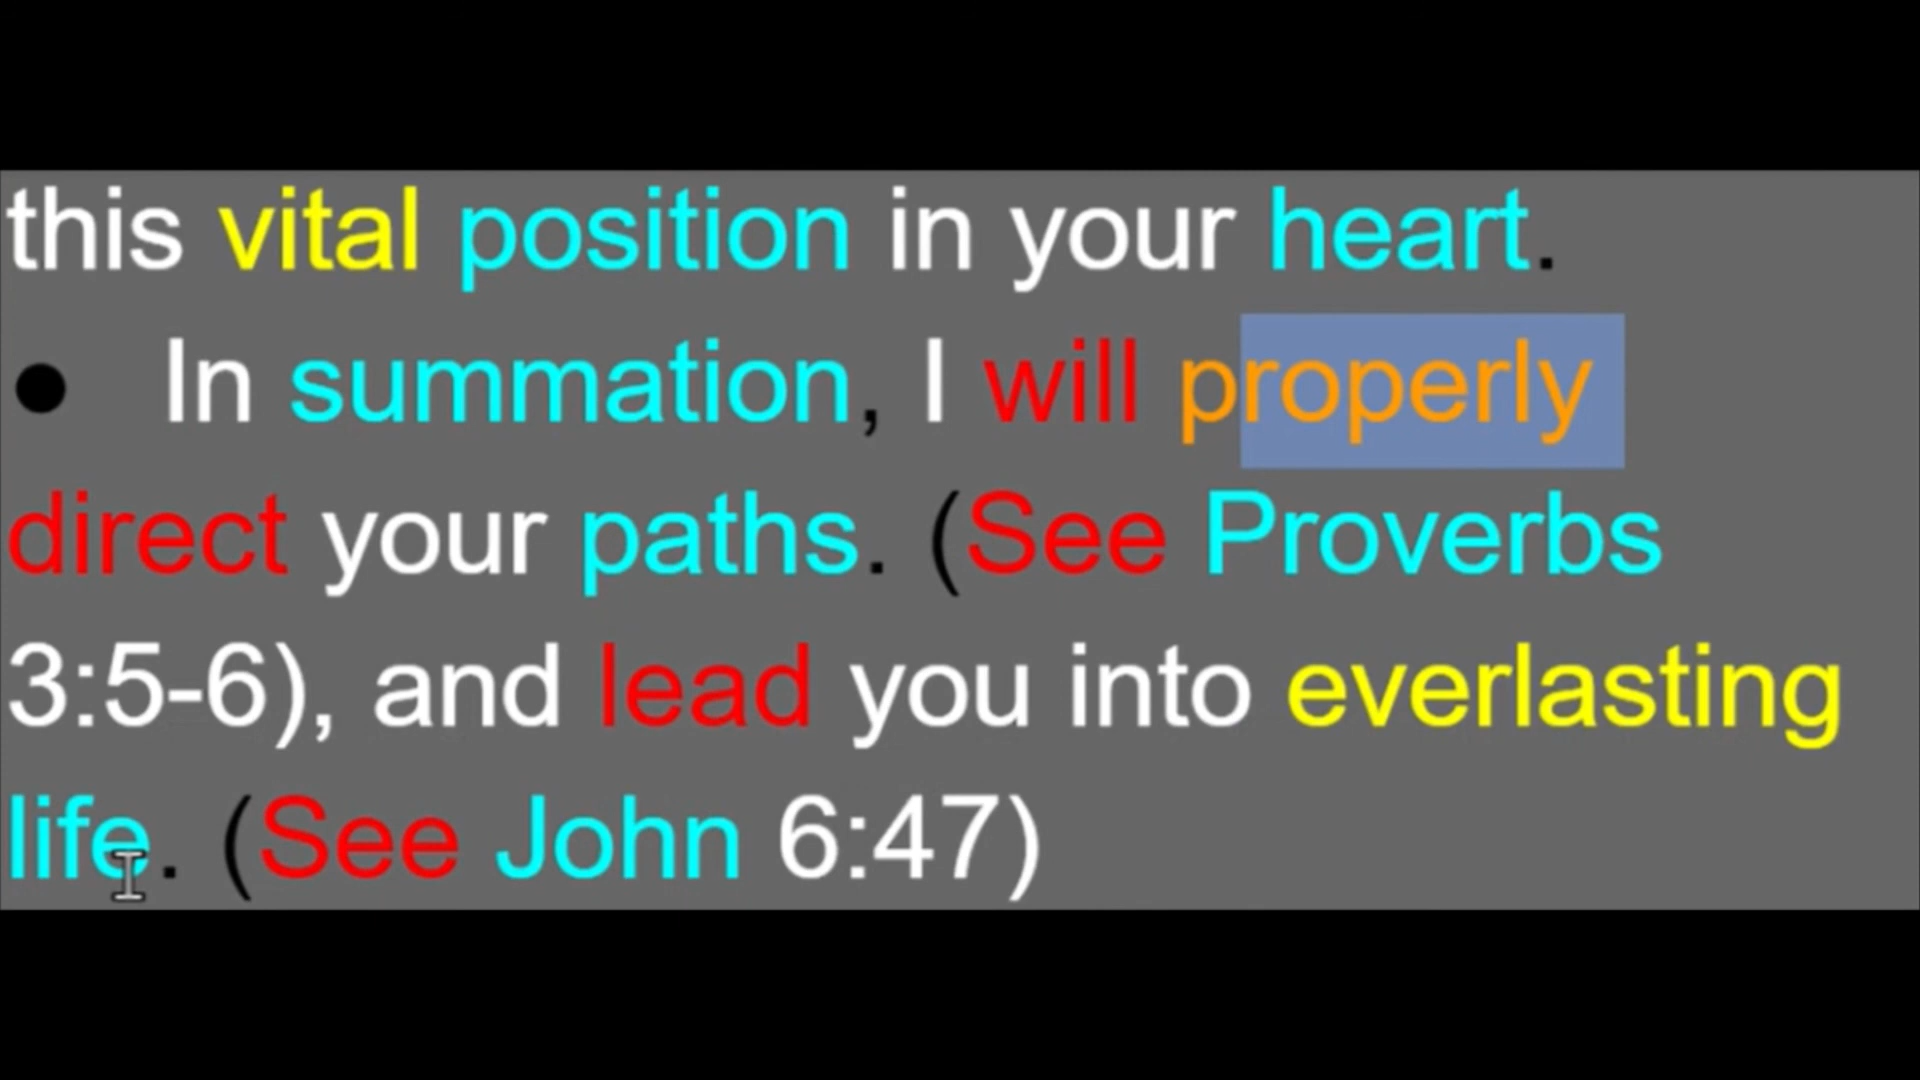 this vital position in your heart.
● In summation, I will properly
direct your paths. (See Proverbs
3:5-6), and lead you into everlasting
life. (See John 6:47)